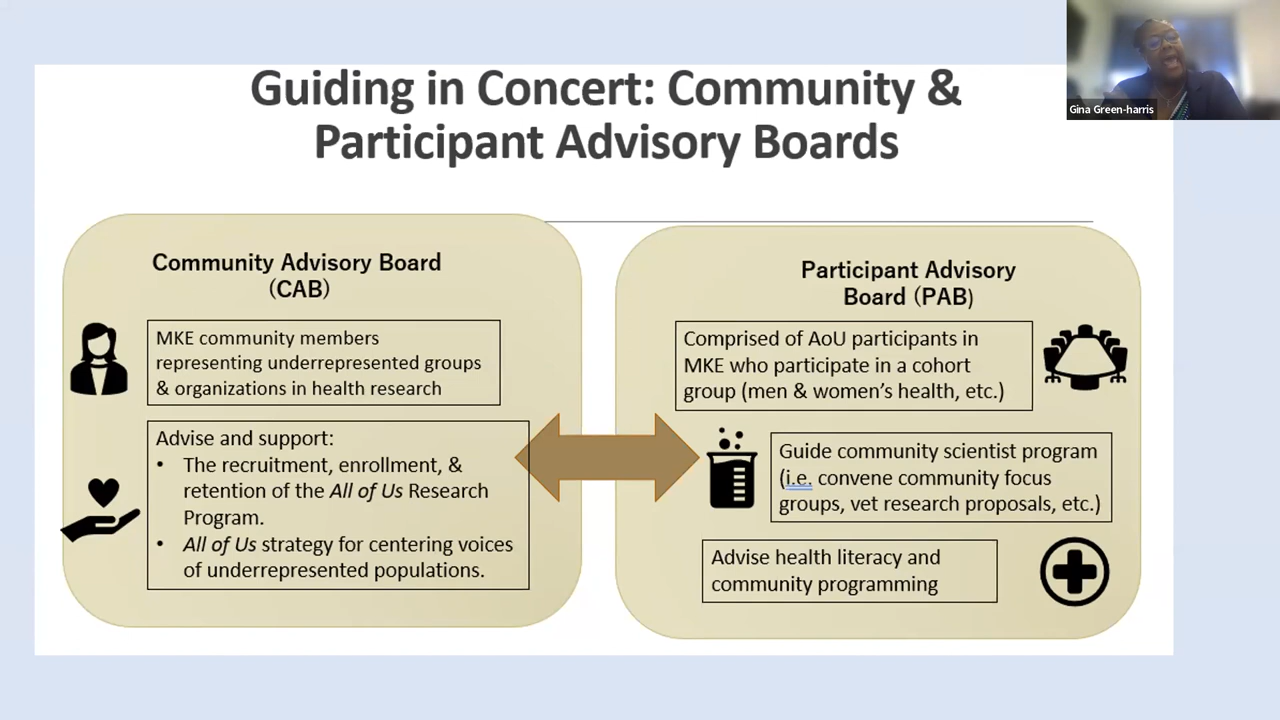 Guiding in Concert: Community &
Participant Advisory Boards
Gina Green-harris
Community Advisory Board
(CAB)
MKE community members
representing underrepresented groups
& organizations in health research
Advise and support:
• The recruitment, enrollment, &
retention of the All of Us Research
Program.
• All of Us strategy for centering voices
of underrepresented populations.
Participant Advisory
Board (PAB)
Comprised of AoU participants in
MKE who participate in a cohort
group (men & women’s health, etc.)
Guide community scientist program
(i.e. convene community focus
groups, vet research proposals, etc.)
Advise health literacy and
community programming